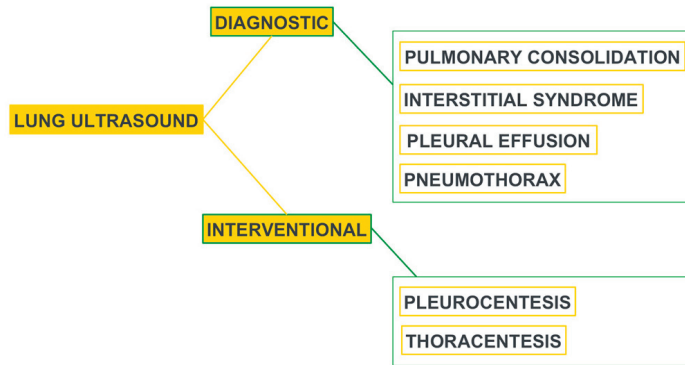 DIAGNOSTIC
PULMONARY CONSOLIDATION
INTERSTITIAL SYNDROME
LUNG ULTRASOUND
PLEURAL EFFUSION
PNEUMOTHORAX
INTERVENTIONAL
PLEUROCENTESIS
THORACENTESIS